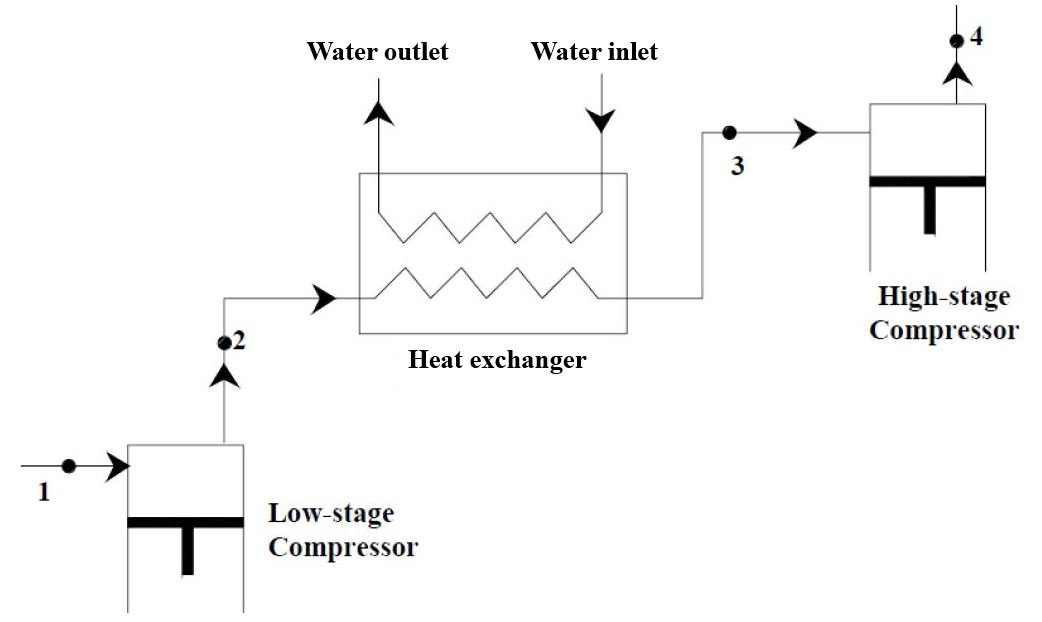 Water outlet
Water inlet
4
3
High-stage
Compressor
2
Heat exchanger
1
Low-stage
Compressor